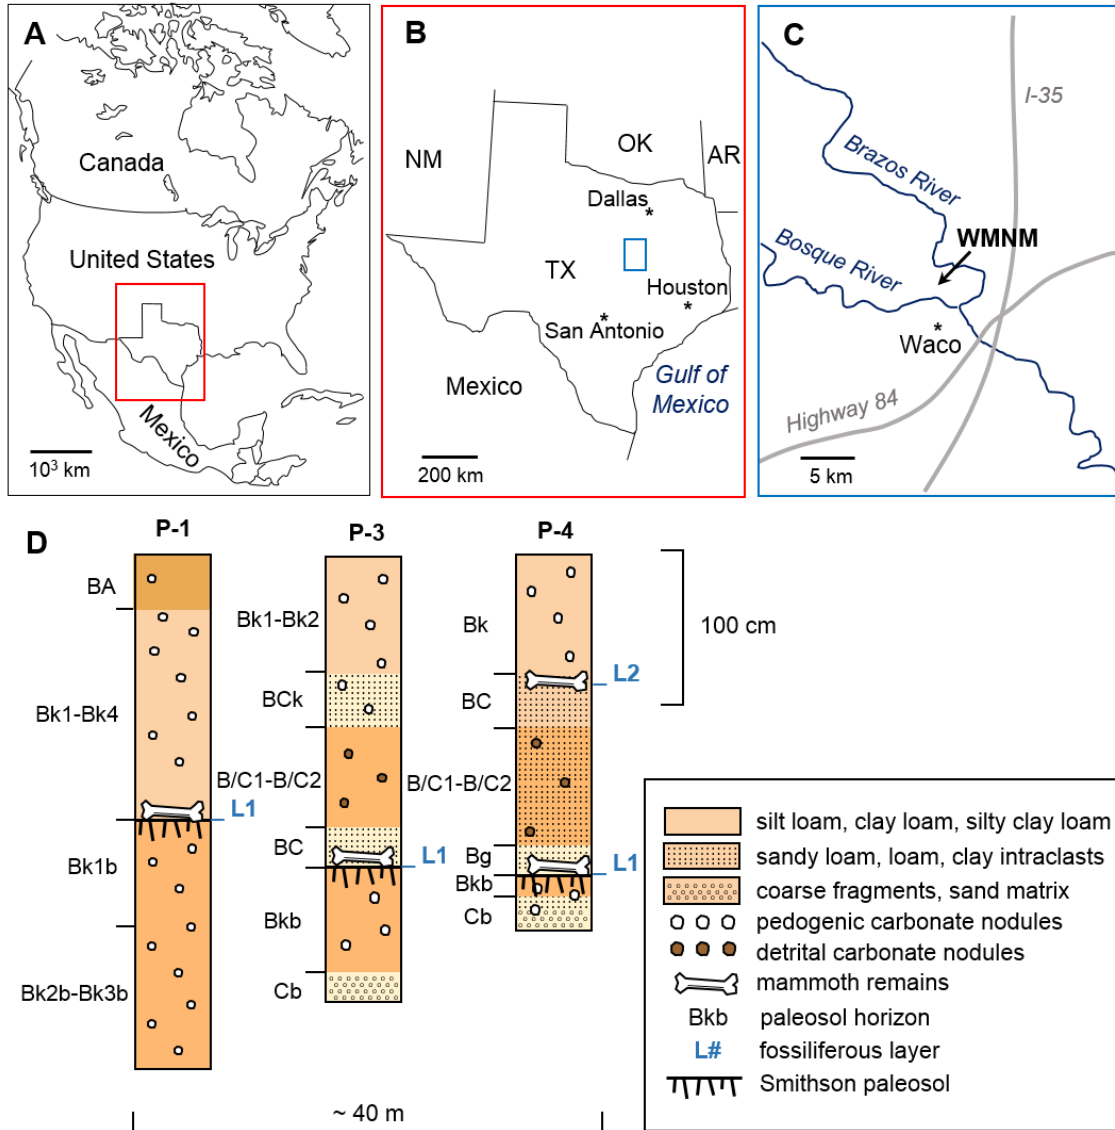 A
Canada
United States
Mexico
10³ km
B
NM
OK
AR
Dallas
*
TX
Houston
*
San Antonio
*
Mexico
Gulf of
Mexico
200 km
C
I-35
Brazos River
WMNM
Bosque River
*
Waco
Highway 84
5 km
D
P-1
BA
Bk1-Bk4
L1
Bk1b
Bk2b-Bk3b
P-3
Bk1-Bk2
BCk
B/C1-B/C2
BC
L1
Bkb
Cb
P-4
Bk
L2
BC
B/C1-B/C2
Bg
L1
Bkb
Cb
100 cm
~ 40 m
silt loam, clay loam, silty clay loam
sandy loam, loam, clay intraclasts
coarse fragments, sand matrix
pedogenic carbonate nodules
detrital carbonate nodules
mammoth remains
Bkb paleosol horizon
L# fossiliferous layer
Smithson paleosol